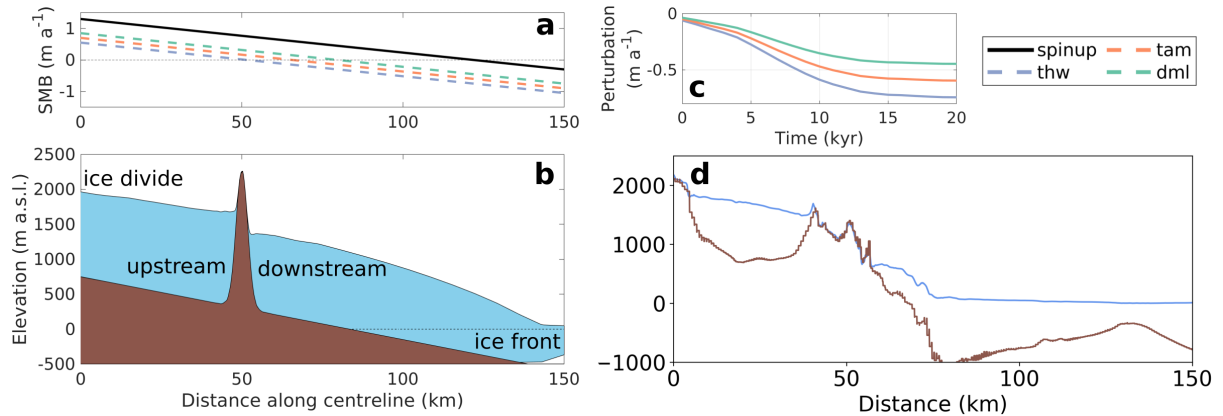 SMB (m a⁻¹)
1
0
-1
a
0
50
100
150
Perturbation
(m a⁻¹)
0
-0.5
c
0
5
10
15
20
Time (kyr)
spinup
tam
thw
dml
Elevation (m a.s.l.)
2500
2000
1500
1000
500
0
-500
b
ice divide
upstream
downstream
ice front
0
50
100
150
Distance along centreline (km)
2000
1000
0
-1000
d
0
50
100
150
Distance (km)